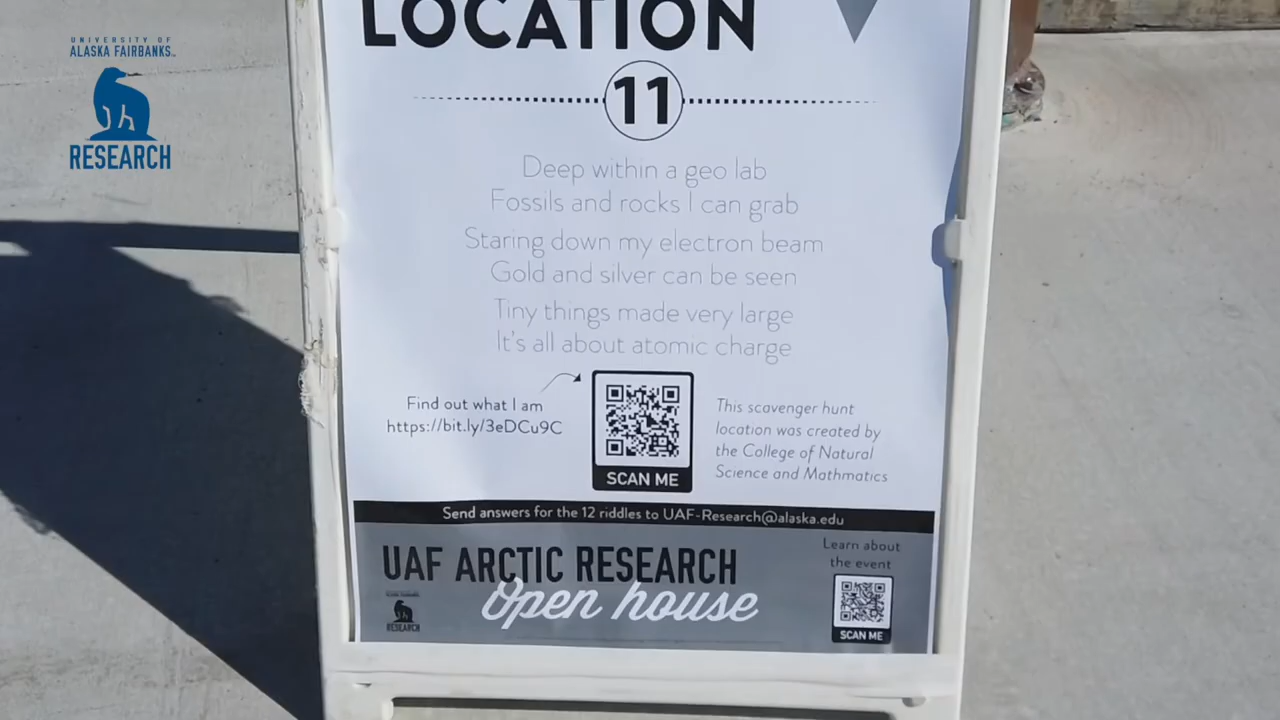 UNIVERSITY OF
ALASKA FAIRBANKS
RESEARCH
LOCATION
11
Deep within a geo lab
Fossils and rocks I can grab
Staring down my electron beam
Gold and silver can be seen
Tiny things made very large
It's all about atomic charge
Find out what I am
https://bit.ly/3eDCu9C
SCAN ME
This scavenger hunt
location was created by
the College of Natural
Science and Mathmatics
Send answers for the 12 riddles to UAF-Research@alaska.edu
UAF ARCTIC RESEARCH
Open house
RESEARCH
Learn about
the event
SCAN ME